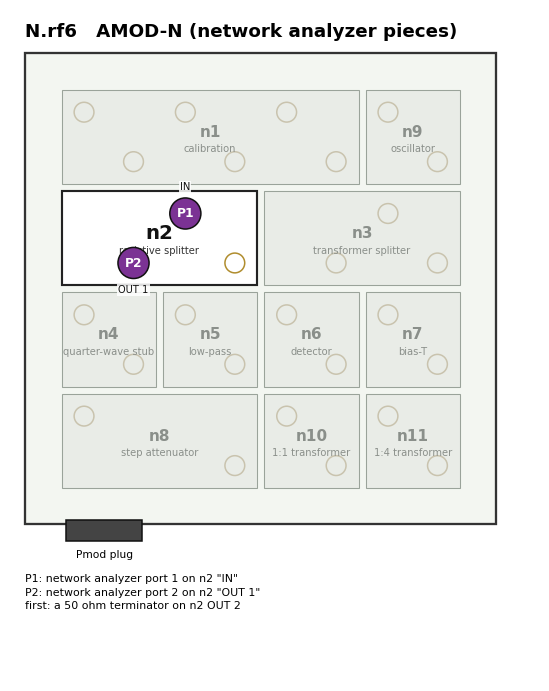 N.rf6 AMOD-N (network analyzer pieces)
n1
calibration
n9
oscillator
IN
P1
n2
resistive splitter
P2
OUT 1
n3
transformer splitter
n4
quarter-wave stub
n5
low-pass
n6
detector
n7
bias-T
n8
step attenuator
n10
1:1 transformer
n11
1:4 transformer
Pmod plug
P1: network analyzer port 1 on n2 "IN"
P2: network analyzer port 2 on n2 "OUT 1"
first: a 50 ohm terminator on n2 OUT 2